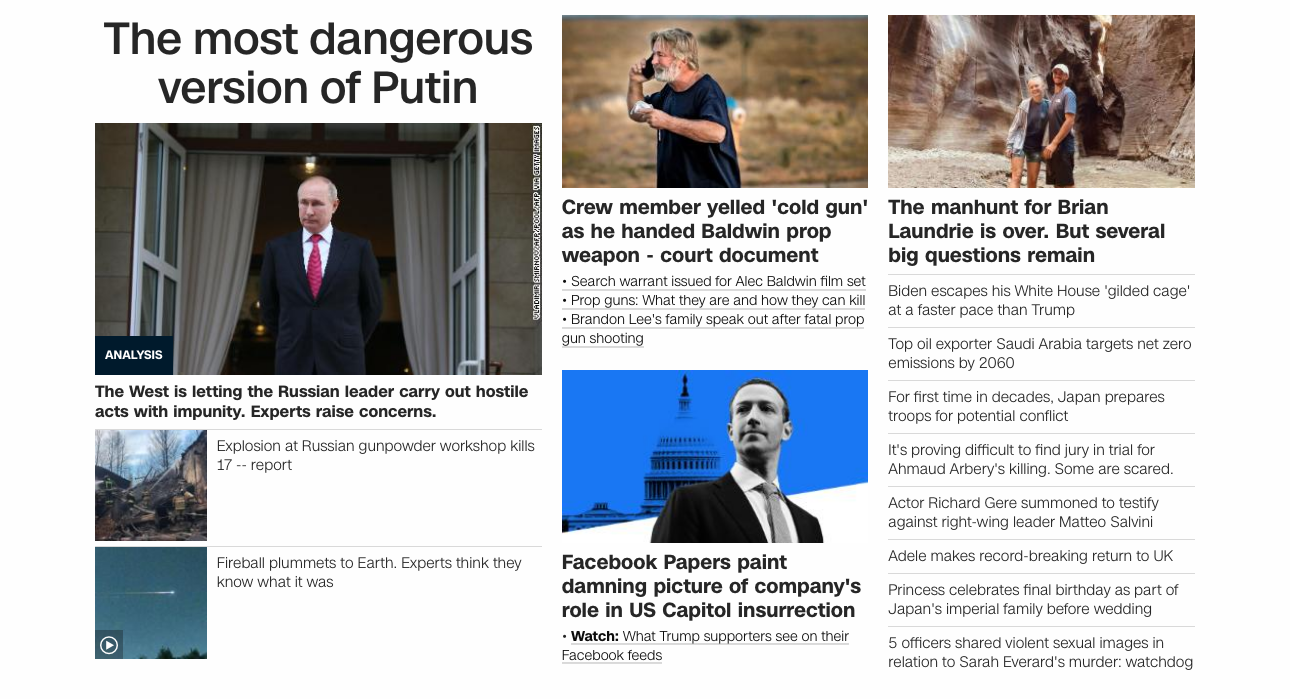 The most dangerous
version of Putin
VLADIMIR SMIRNOV/AFP/POOL/AFP VIA GETTY IMAGES
ANALYSIS
The West is letting the Russian leader carry out hostile
acts with impunity. Experts raise concerns.
Explosion at Russian gunpowder workshop kills
17 -- report
Fireball plummets to Earth. Experts think they
know what it was
Crew member yelled 'cold gun'
as he handed Baldwin prop
weapon - court document
• Search warrant issued for Alec Baldwin film set
• Prop guns: What they are and how they can kill
• Brandon Lee's family speak out after fatal prop
gun shooting
Facebook Papers paint
damning picture of company's
role in US Capitol insurrection
• Watch: What Trump supporters see on their
Facebook feeds
The manhunt for Brian
Laundrie is over. But several
big questions remain
Biden escapes his White House 'gilded cage'
at a faster pace than Trump
Top oil exporter Saudi Arabia targets net zero
emissions by 2060
For first time in decades, Japan prepares
troops for potential conflict
It's proving difficult to find jury in trial for
Ahmaud Arbery's killing. Some are scared.
Actor Richard Gere summoned to testify
against right-wing leader Matteo Salvini
Adele makes record-breaking return to UK
Princess celebrates final birthday as part of
Japan's imperial family before wedding
5 officers shared violent sexual images in
relation to Sarah Everard's murder: watchdog